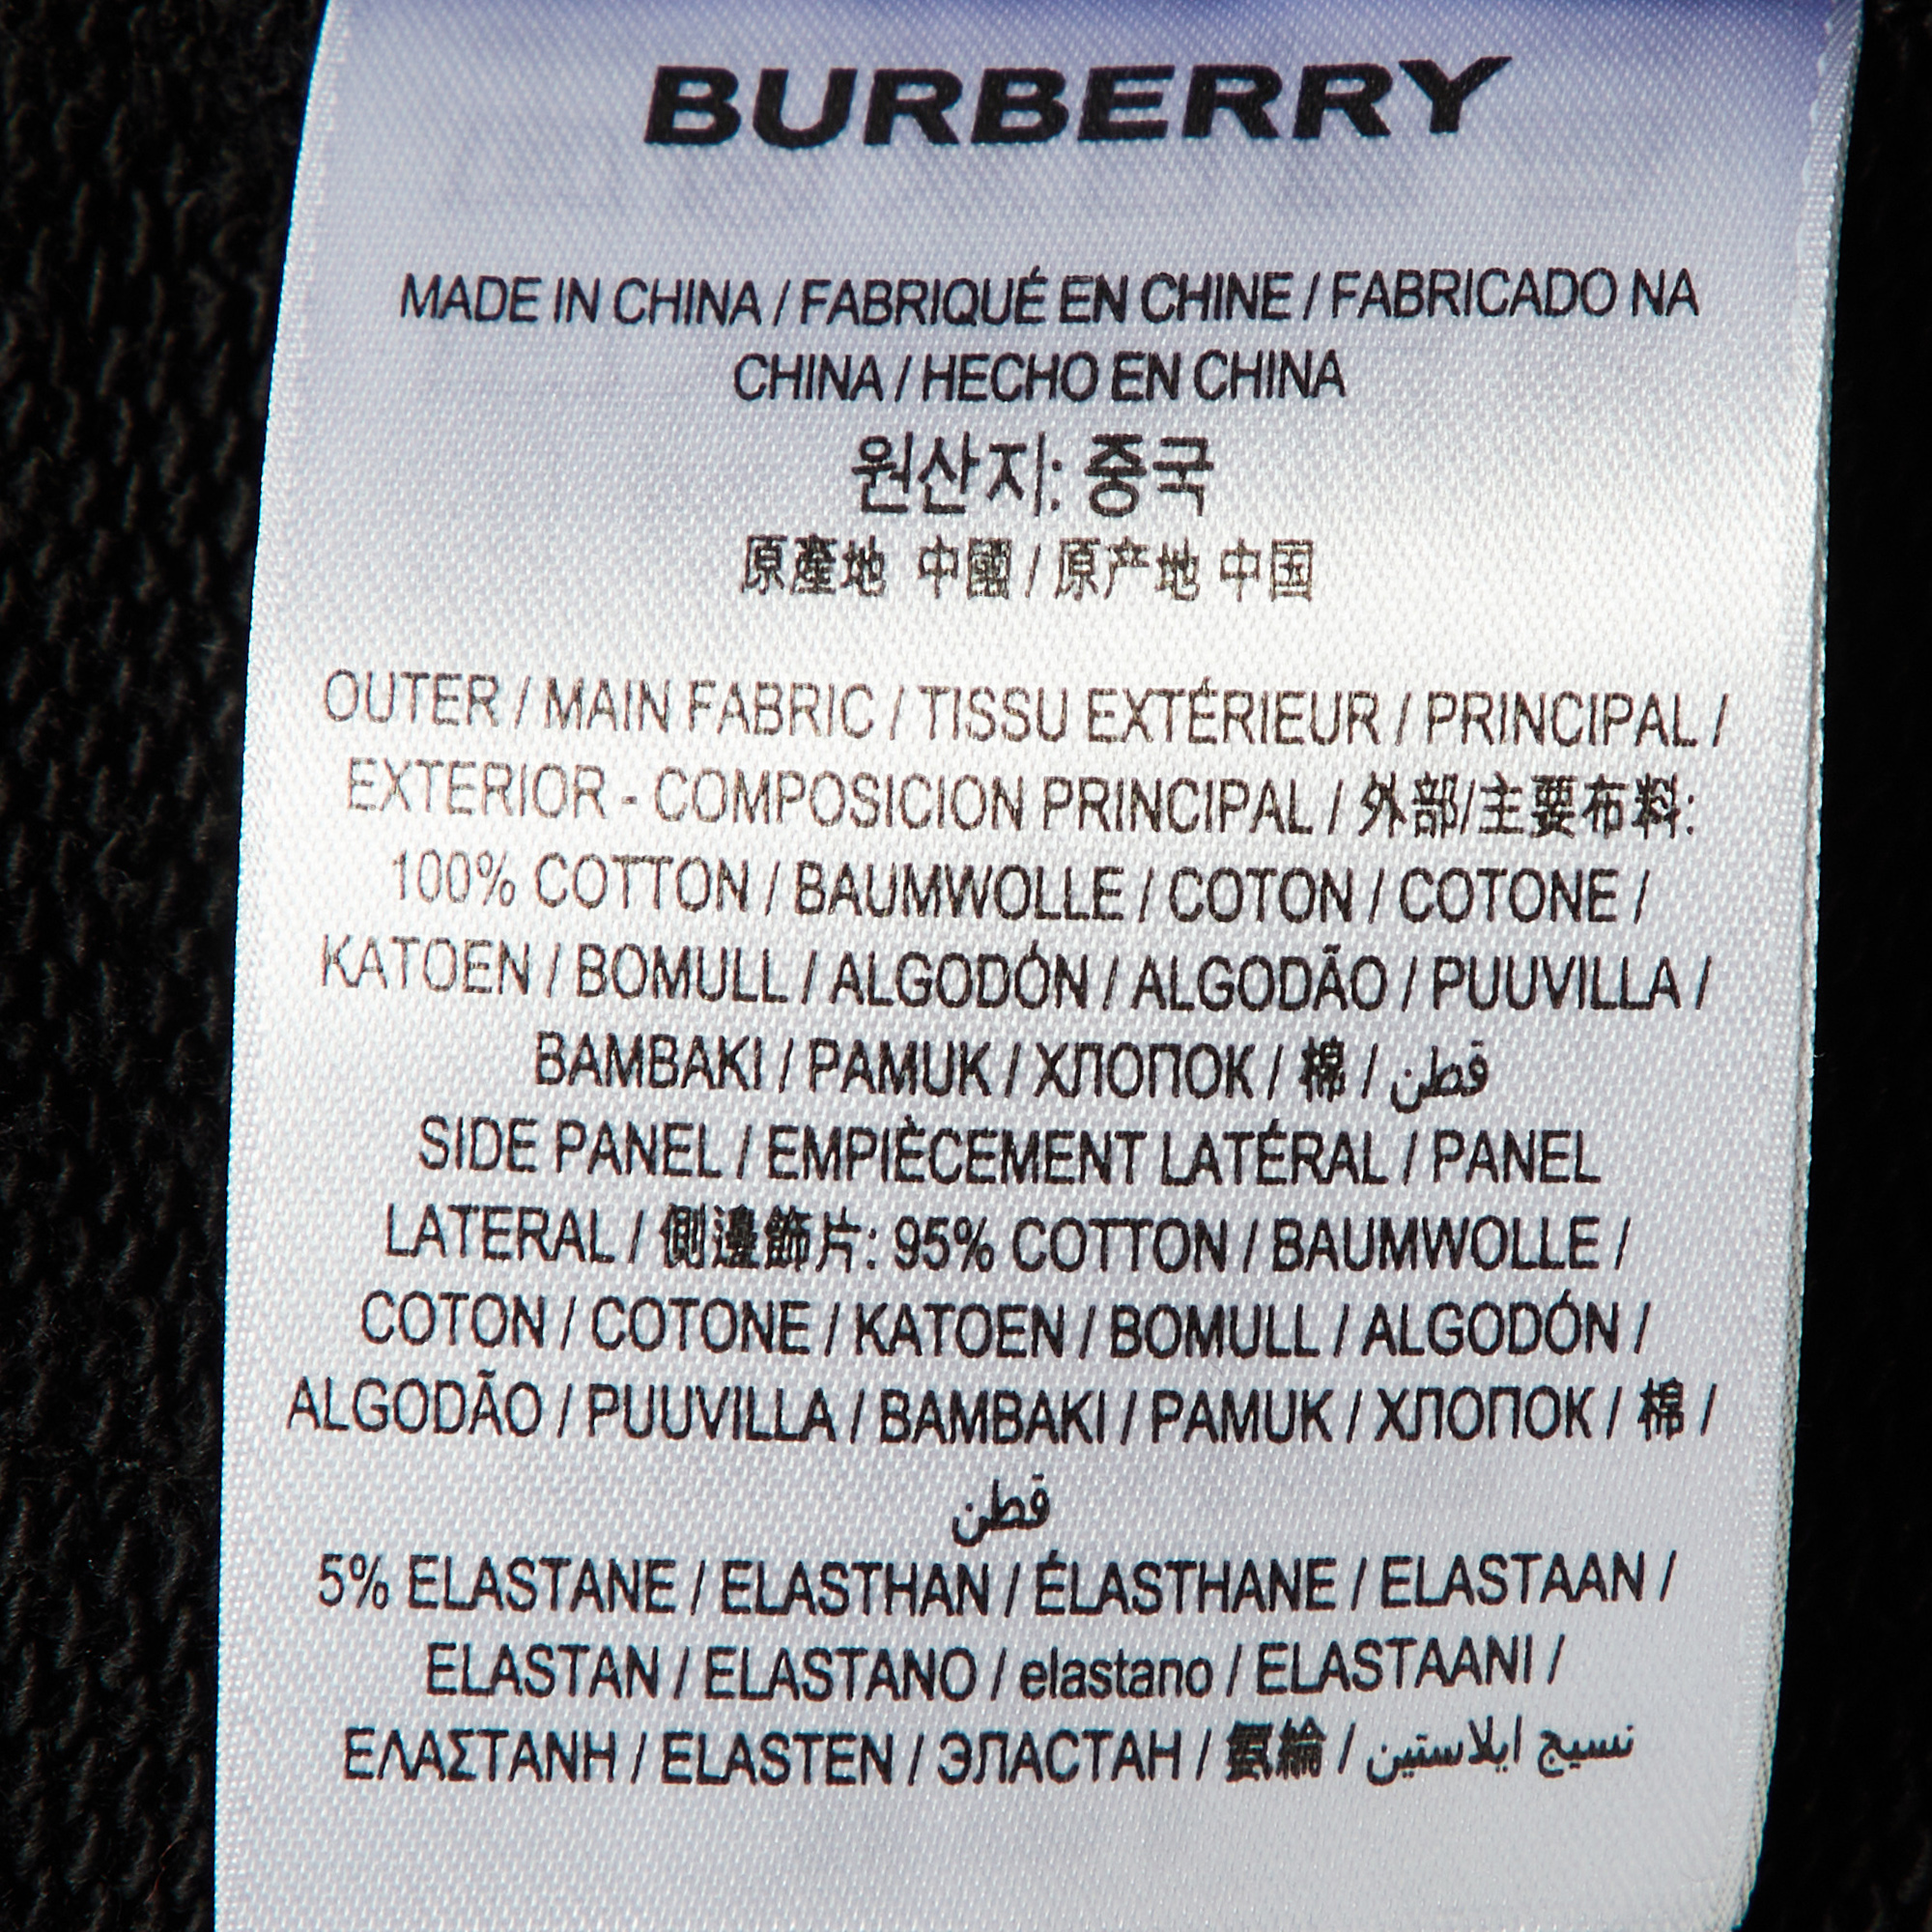 BURBERRY
MADE IN CHINA / FABRIQUÉ EN CHINE / FABRICADO NA
CHINA / HECHO EN CHINA
원산지: 중국
原產地 中國 / 原产地 中国
OUTER / MAIN FABRIC / TISSU EXTÉRIEUR / PRINCIPAL /
EXTERIOR - COMPOSICION PRINCIPAL / 外部/主要布料:
100% COTTON / BAUMWOLLE / COTON / COTONE /
KATOEN / BOMULL / ALGODÓN / ALGODÃO / PUUVILLA /
BAMBAKI / PAMUK / ХЛОПОК / 棉 / قطن
SIDE PANEL / EMPIÈCEMENT LATÉRAL / PANEL
LATERAL / 側邊飾片: 95% COTTON / BAUMWOLLE /
COTON / COTONE / KATOEN / BOMULL / ALGODÓN /
ALGODÃO / PUUVILLA / BAMBAKI / PAMUK / ХЛОПОК / 棉 /
قطن
5% ELASTANE / ELASTHAN / ÉLASTHANE / ELASTAAN /
ELASTAN / ELASTANO / elastano / ELASTAANI /
ΕΛΑΣΤΑΝΗ / ELASTEN / ЭЛАСТАН / 氨綸 / نسيج ايلاستين